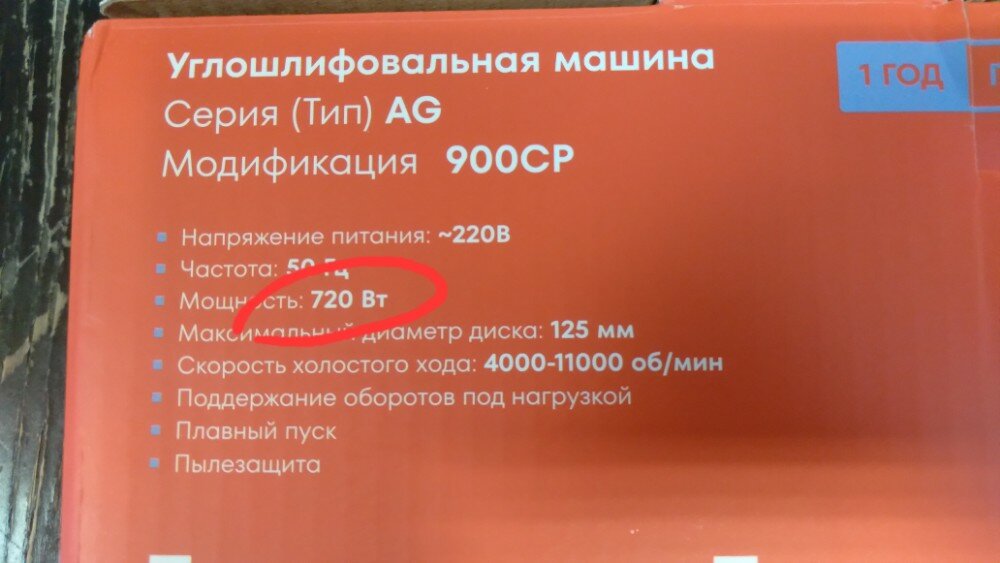 Углошлифовальная машина
1 ГОД
Серия (Тип) AG
Модификация 900СР
Напряжение питания: ~220В
Частота: 50 Гц
Мощность: 720 Вт
Максимальный диаметр диска: 125 мм
Скорость холостого хода: 4000-11000 об/мин
Поддержание оборотов под нагрузкой
Плавный пуск
Пылезащита